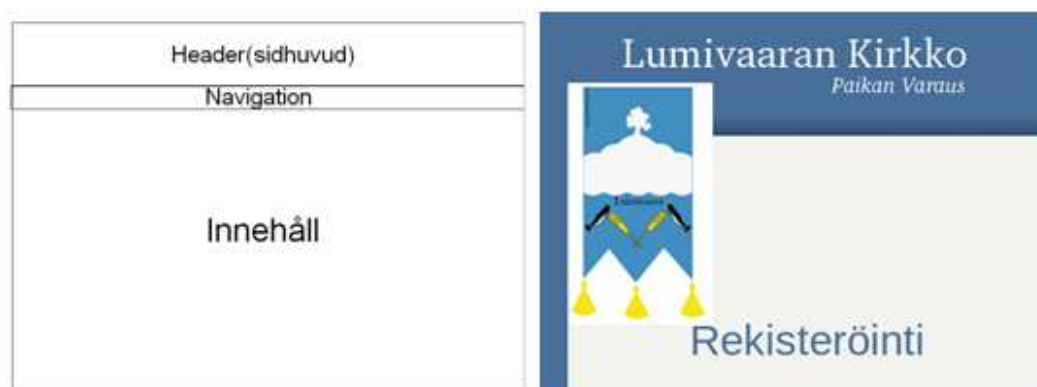 Header(sidhuvud)
Navigation
Innehåll
Lumivaaran Kirkko
Paikan Varaus
Rekisteröinti